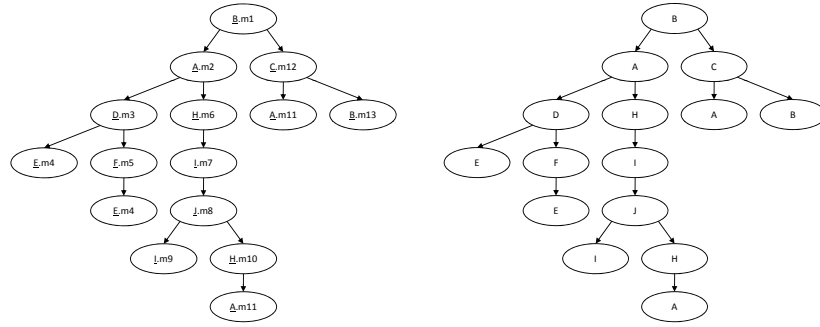 B.m1
A.m2
C.m12
D.m3
H.m6
A.m11
B.m13
E.m4
F.m5
I.m7
E.m4
J.m8
I.m9
H.m10
A.m11
B
A
C
D
H
A
B
E
F
I
E
J
I
H
A